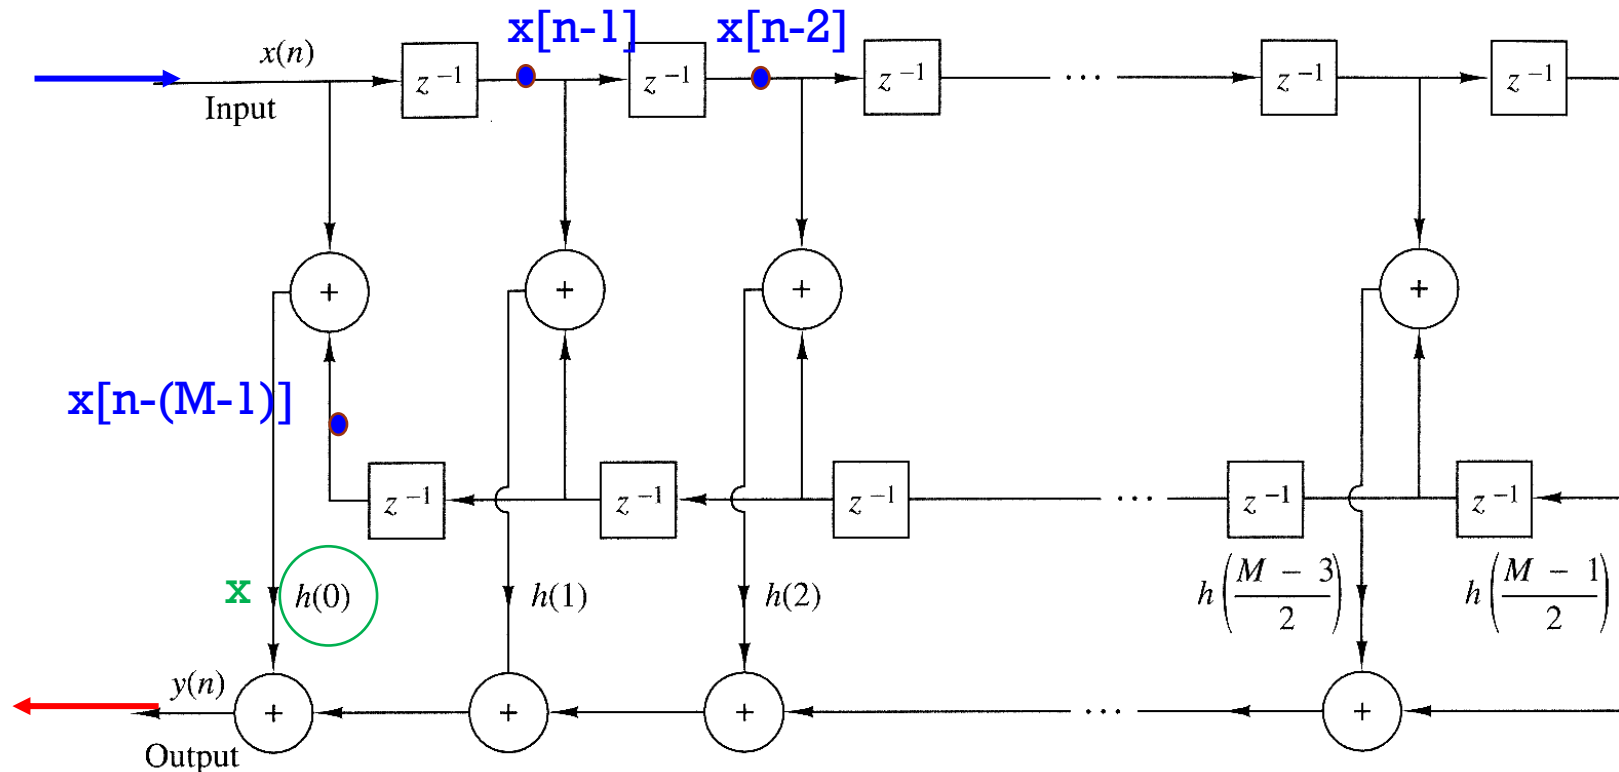 x[n-1] x[n-2]
x(n) z⁻¹ z⁻¹ z⁻¹ ··· z⁻¹ z⁻¹
Input
+ + + +
x[n-(M-1)]
z⁻¹ z⁻¹ z⁻¹ ··· z⁻¹ z⁻¹
x h(0) h(1) h(2) h((M − 3)/2) h((M − 1)/2)
y(n) + + + ··· +
Output